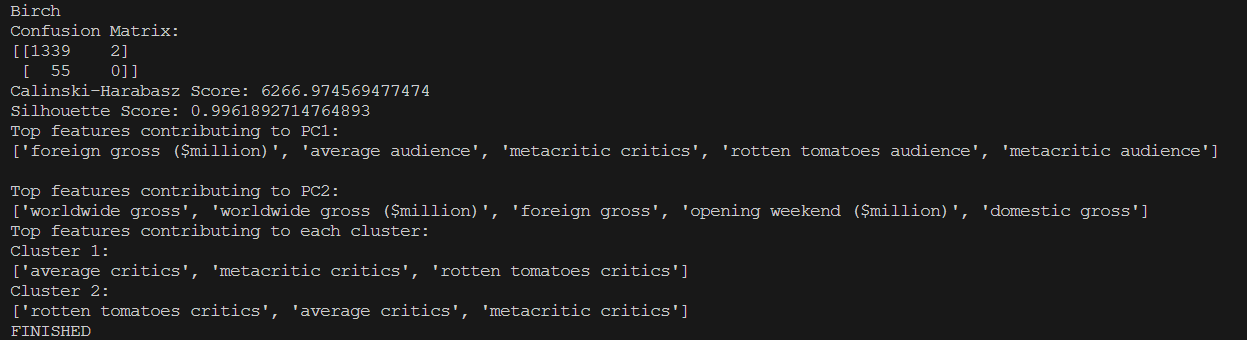 Birch
Confusion Matrix:
[[1339    2]
 [  55    0]]
Calinski-Harabasz Score: 6266.974569477474
Silhouette Score: 0.9961892714764893
Top features contributing to PC1:
['foreign gross ($million)', 'average audience', 'metacritic critics', 'rotten tomatoes audience', 'metacritic audience']
Top features contributing to PC2:
['worldwide gross', 'worldwide gross ($million)', 'foreign gross', 'opening weekend ($million)', 'domestic gross']
Top features contributing to each cluster:
Cluster 1:
['average critics', 'metacritic critics', 'rotten tomatoes critics']
Cluster 2:
['rotten tomatoes critics', 'average critics', 'metacritic critics']
FINISHED